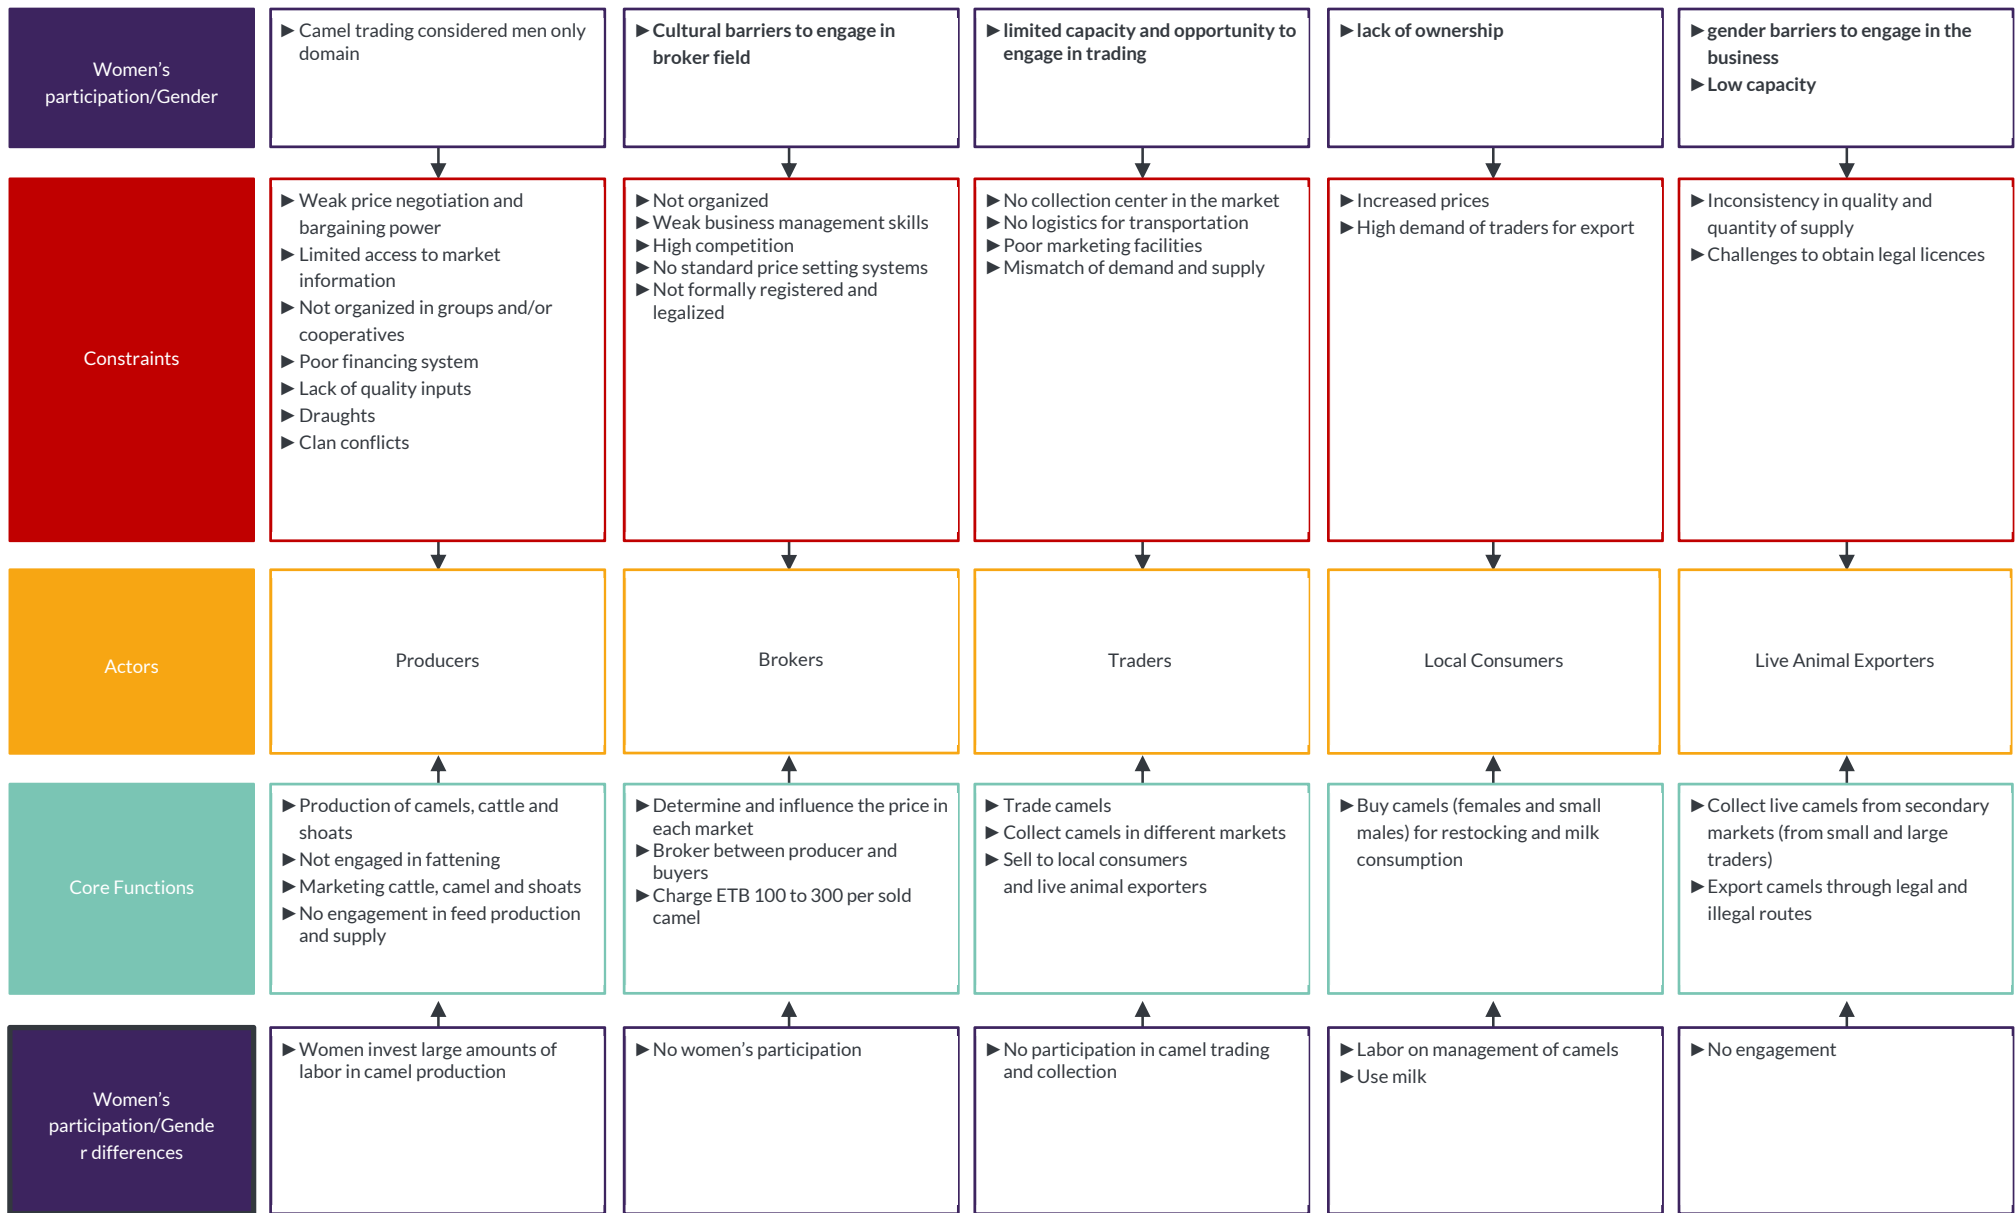 Women's
participation/Gender
► Camel trading considered men only
domain
► Cultural barriers to engage in
broker field
► limited capacity and opportunity to
engage in trading
► lack of ownership
► gender barriers to engage in the
business
► Low capacity
Constraints
► Weak price negotiation and
bargaining power
► Limited access to market
information
► Not organized in groups and/or
cooperatives
► Poor financing system
► Lack of quality inputs
► Draughts
► Clan conflicts
► Not organized
► Weak business management skills
► High competition
► No standard price setting systems
► Not formally registered and
legalized
► No collection center in the market
► No logistics for transportation
► Poor marketing facilities
► Mismatch of demand and supply
► Increased prices
► High demand of traders for export
► Inconsistency in quality and
quantity of supply
► Challenges to obtain legal licences
Actors
Producers
Brokers
Traders
Local Consumers
Live Animal Exporters
Core Functions
► Production of camels, cattle and
shoats
► Not engaged in fattening
► Marketing cattle, camel and shoats
► No engagement in feed production
and supply
► Determine and influence the price in
each market
► Broker between producer and
buyers
► Charge ETB 100 to 300 per sold
camel
► Trade camels
► Collect camels in different markets
► Sell to local consumers
and live animal exporters
► Buy camels (females and small
males) for restocking and milk
consumption
► Collect live camels from secondary
markets (from small and large
traders)
► Export camels through legal and
illegal routes
Women's
participation/Gende
r differences
► Women invest large amounts of
labor in camel production
► No women's participation
► No participation in camel trading
and collection
► Labor on management of camels
► Use milk
► No engagement